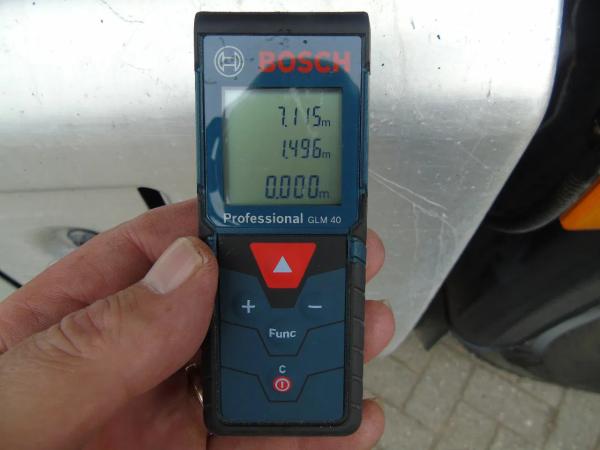 BOSCH
7.115m
1.496m
0.000m
Professional GLM 40
+ −
Func
C